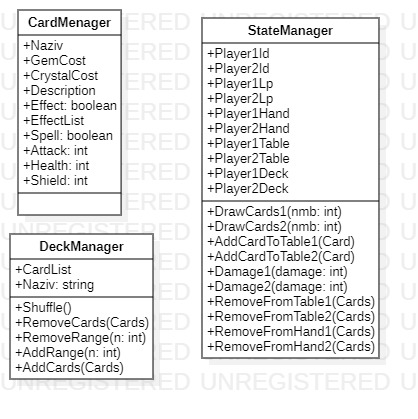 CardMenager
+Naziv
+GemCost
+CrystalCost
+Description
+Effect: boolean
+EffectList
+Spell: boolean
+Attack: int
+Health: int
+Shield: int
DeckManager
+CardList
+Naziv: string
+Shuffle()
+RemoveCards(Cards)
+RemoveRange(n: int)
+AddRange(n: int)
+AddCards(Cards)
StateManager
+Player1Id
+Player2Id
+Player1Lp
+Player2Lp
+Player1Hand
+Player2Hand
+Player1Table
+Player2Table
+Player1Deck
+Player2Deck
+DrawCards1(nmb: int)
+DrawCards2(nmb: int)
+AddCardToTable1(Card)
+AddCardToTable2(Card)
+Damage1(damage: int)
+Damage2(damage: int)
+RemoveFromTable1(Cards)
+RemoveFromTable2(Cards)
+RemoveFromHand1(Cards)
+RemoveFromHand2(Cards)
UNREGISTERED UNREGISTERED